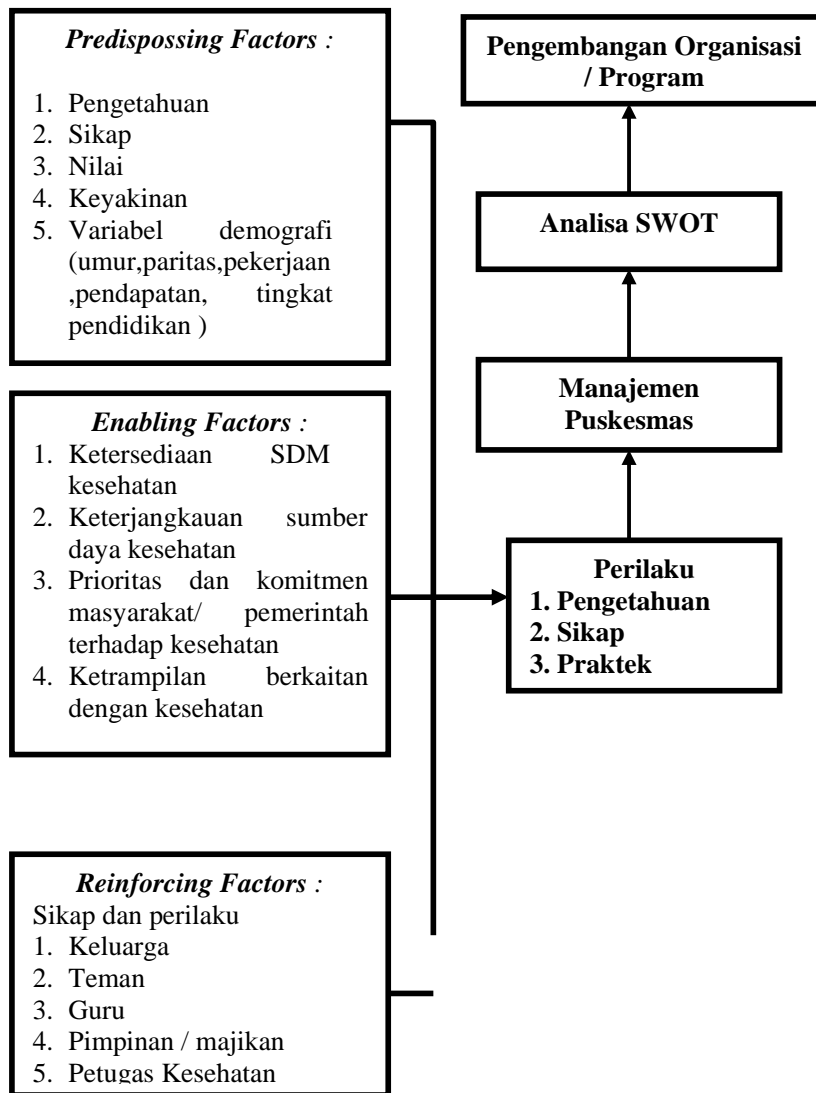 Predispossing Factors :
1. Pengetahuan
2. Sikap
3. Nilai
4. Keyakinan
5. Variabel demografi
(umur,paritas,pekerjaan
,pendapatan, tingkat
pendidikan )
Enabling Factors :
1. Ketersediaan SDM
kesehatan
2. Keterjangkauan sumber
daya kesehatan
3. Prioritas dan komitmen
masyarakat/ pemerintah
terhadap kesehatan
4. Ketrampilan berkaitan
dengan kesehatan
Reinforcing Factors :
Sikap dan perilaku
1. Keluarga
2. Teman
3. Guru
4. Pimpinan / majikan
5. Petugas Kesehatan
Pengembangan Organisasi
/ Program
Analisa SWOT
Manajemen
Puskesmas
Perilaku
1. Pengetahuan
2. Sikap
3. Praktek